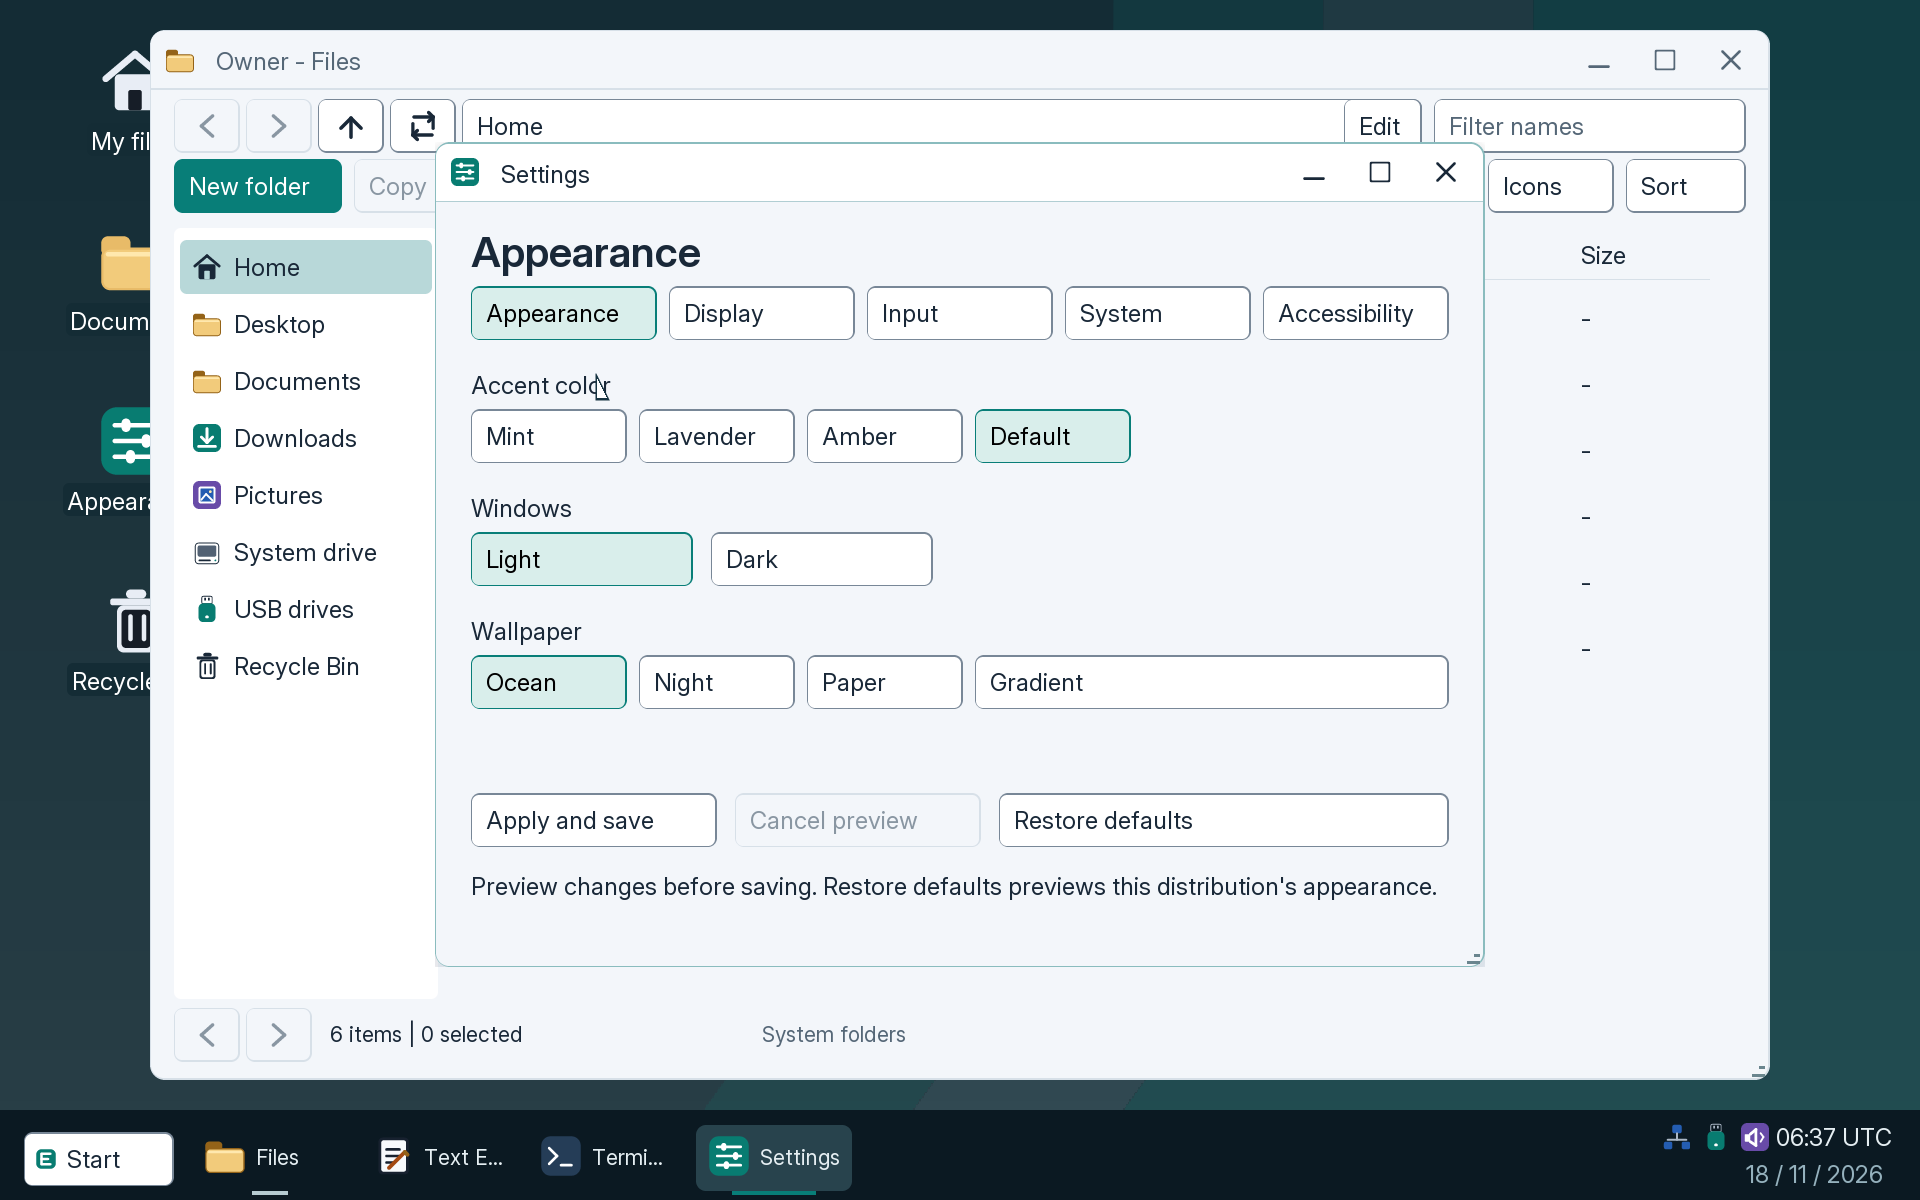 Owner - Files
My fil
Home
Edit
Filter names
New folder
Copy
Icons
Sort
Settings
Appearance
Appearance
Display
Input
System
Accessibility
Accent color
Mint
Lavender
Amber
Default
Windows
Light
Dark
Wallpaper
Ocean
Night
Paper
Gradient
Apply and save
Cancel preview
Restore defaults
Preview changes before saving. Restore defaults previews this distribution's appearance.
Home
Desktop
Documents
Downloads
Pictures
System drive
USB drives
Recycle Bin
Size
-
-
-
-
-
-
Docum
Appeara
Recycle
6 items | 0 selected
System folders
Start
Files
Text E...
Termi...
Settings
06:37 UTC
18 / 11 / 2026